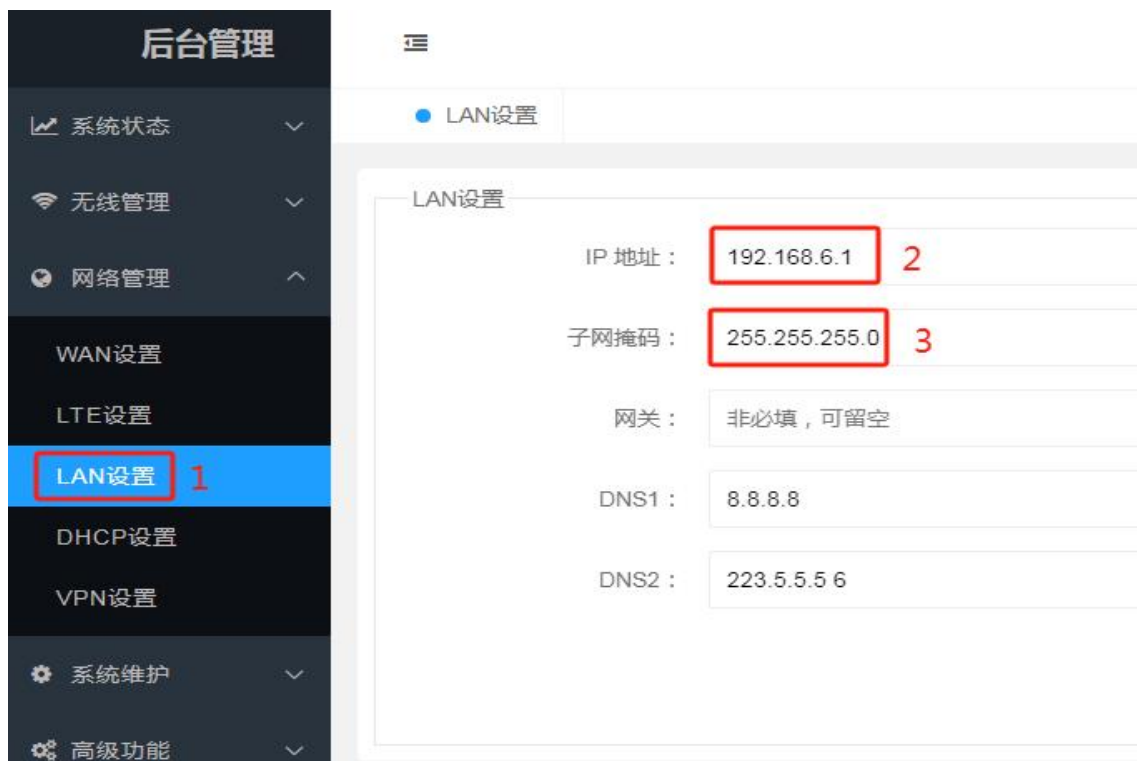 后台管理
系统状态
无线管理
网络管理
WAN设置
LTE设置
LAN设置 1
DHCP设置
VPN设置
系统维护
高级功能
LAN设置
LAN设置
IP 地址： 192.168.6.1 2
子网掩码： 255.255.255.0 3
网关： 非必填，可留空
DNS1： 8.8.8.8
DNS2： 223.5.5.5 6